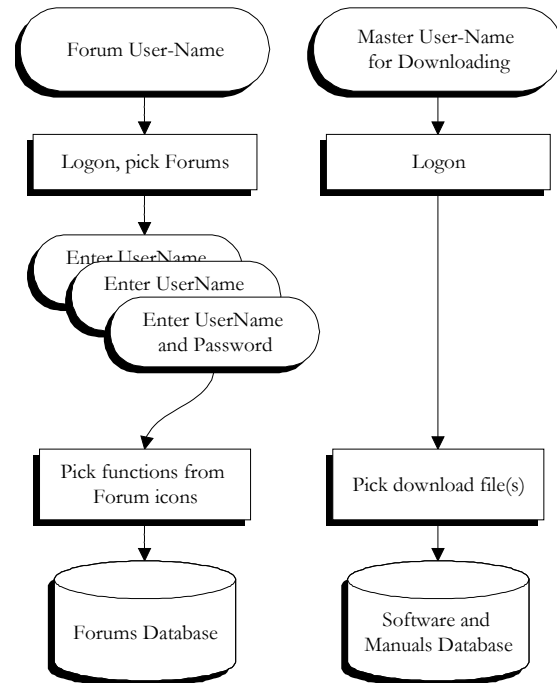 Forum User-Name
Logon, pick Forums
Enter UserName
Enter UserName
Enter UserName
and Password
Pick functions from
Forum icons
Forums Database
Master User-Name
for Downloading
Logon
Pick download file(s)
Software and
Manuals Database